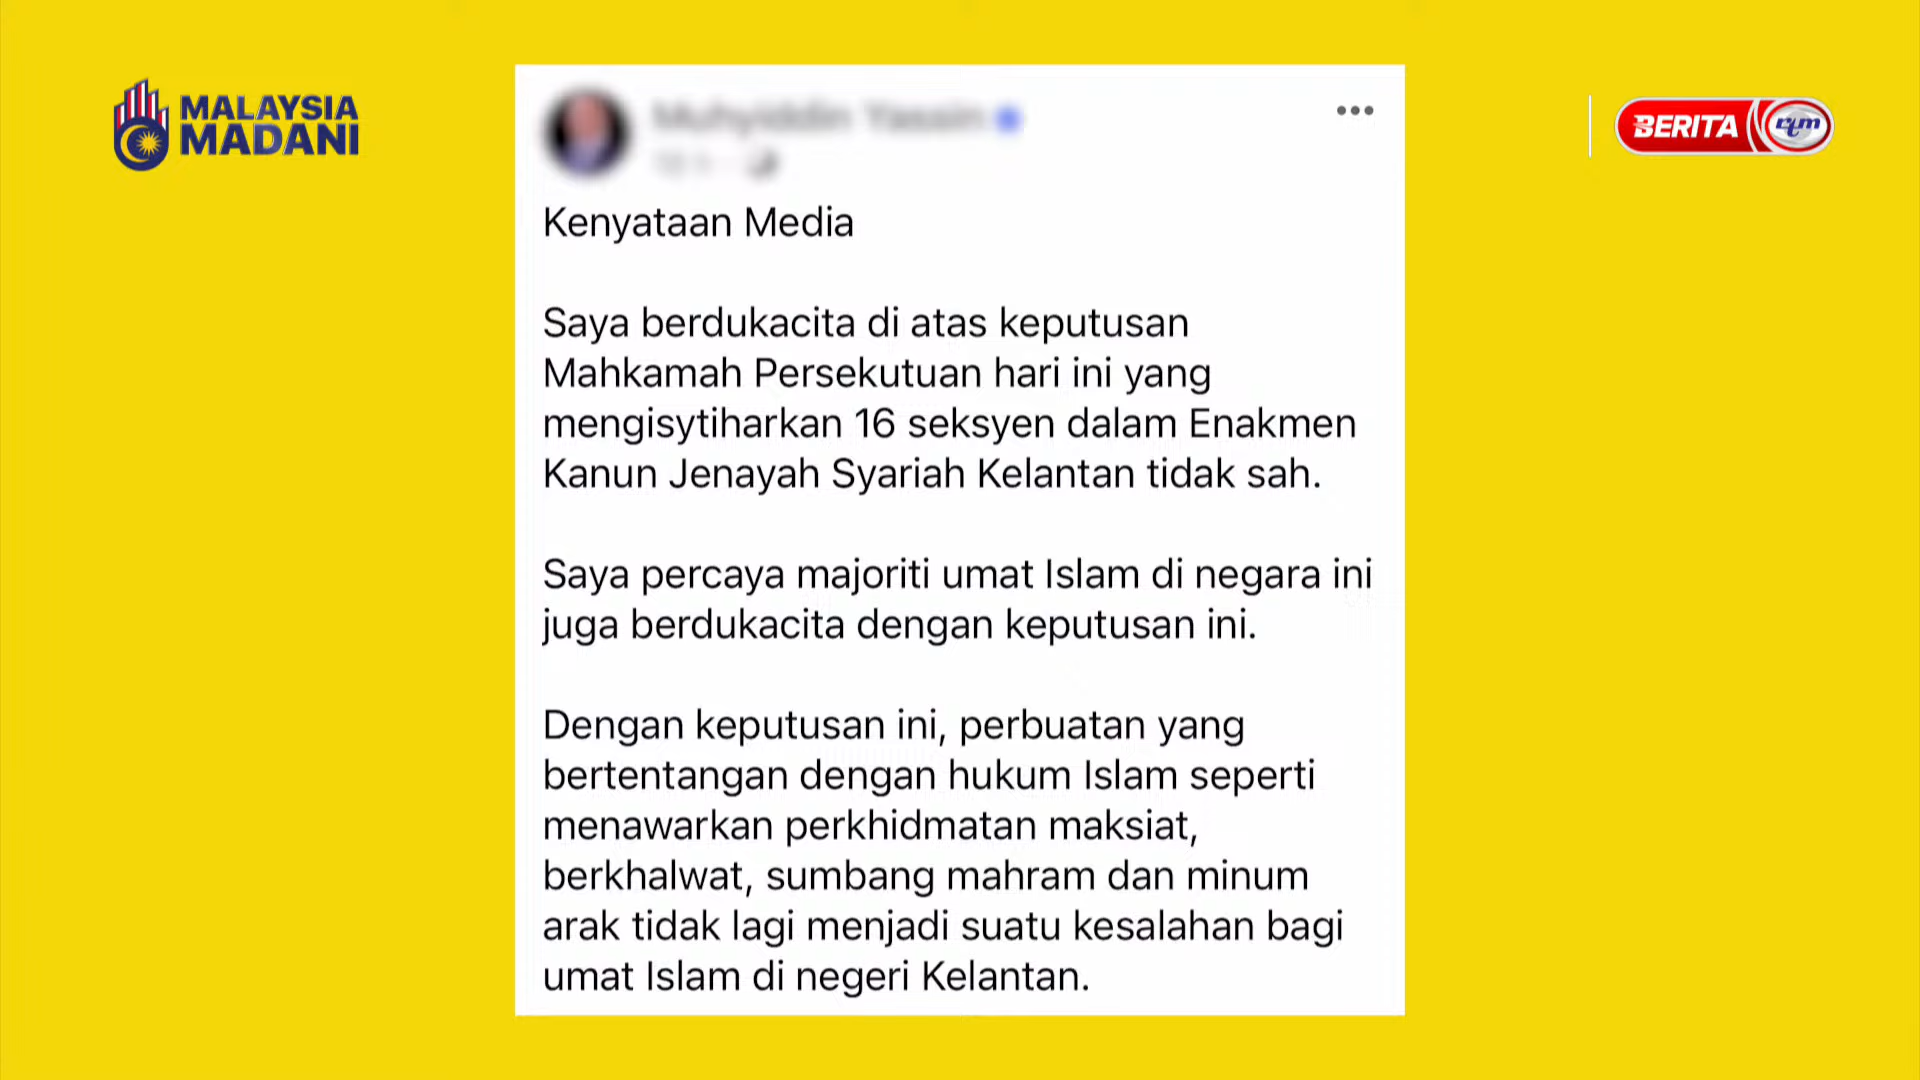 MALAYSIA
MADANI
BERITA rtm
Muhyiddin Yassin
Kenyataan Media
Saya berdukacita di atas keputusan
Mahkamah Persekutuan hari ini yang
mengisytiharkan 16 seksyen dalam Enakmen
Kanun Jenayah Syariah Kelantan tidak sah.
Saya percaya majoriti umat Islam di negara ini
juga berdukacita dengan keputusan ini.
Dengan keputusan ini, perbuatan yang
bertentangan dengan hukum Islam seperti
menawarkan perkhidmatan maksiat,
berkhalwat, sumbang mahram dan minum
arak tidak lagi menjadi suatu kesalahan bagi
umat Islam di negeri Kelantan.